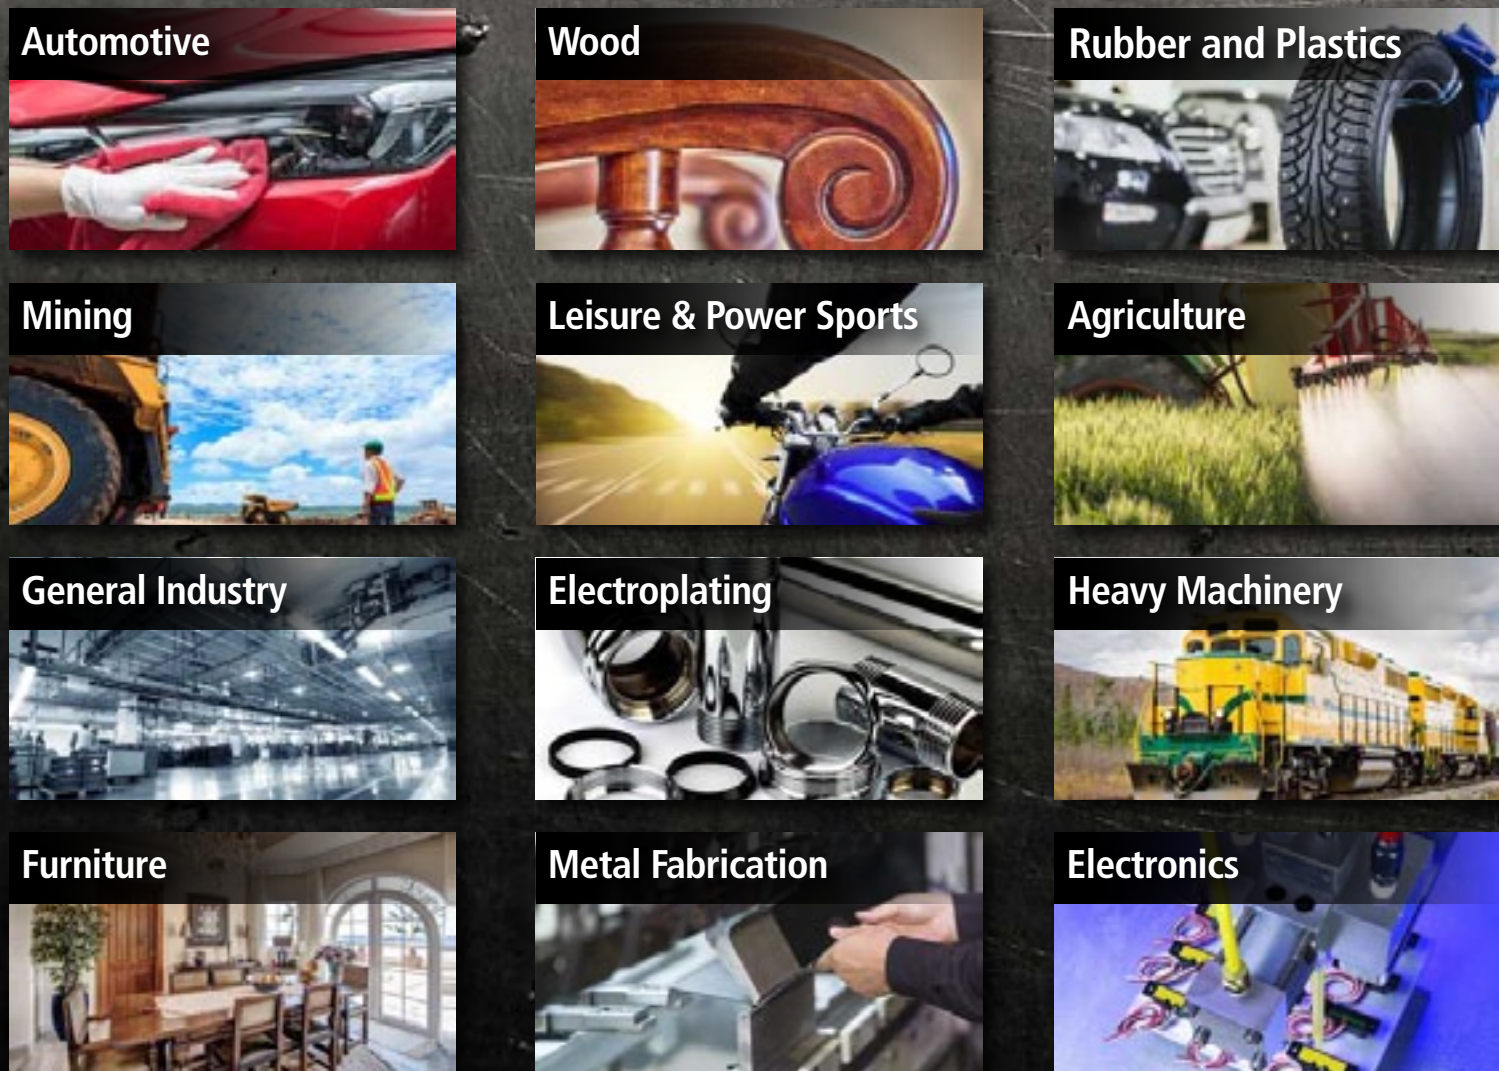 Automotive
Wood
Rubber and Plastics
Mining
Leisure & Power Sports
Agriculture
General Industry
Electroplating
Heavy Machinery
Furniture
Metal Fabrication
Electronics